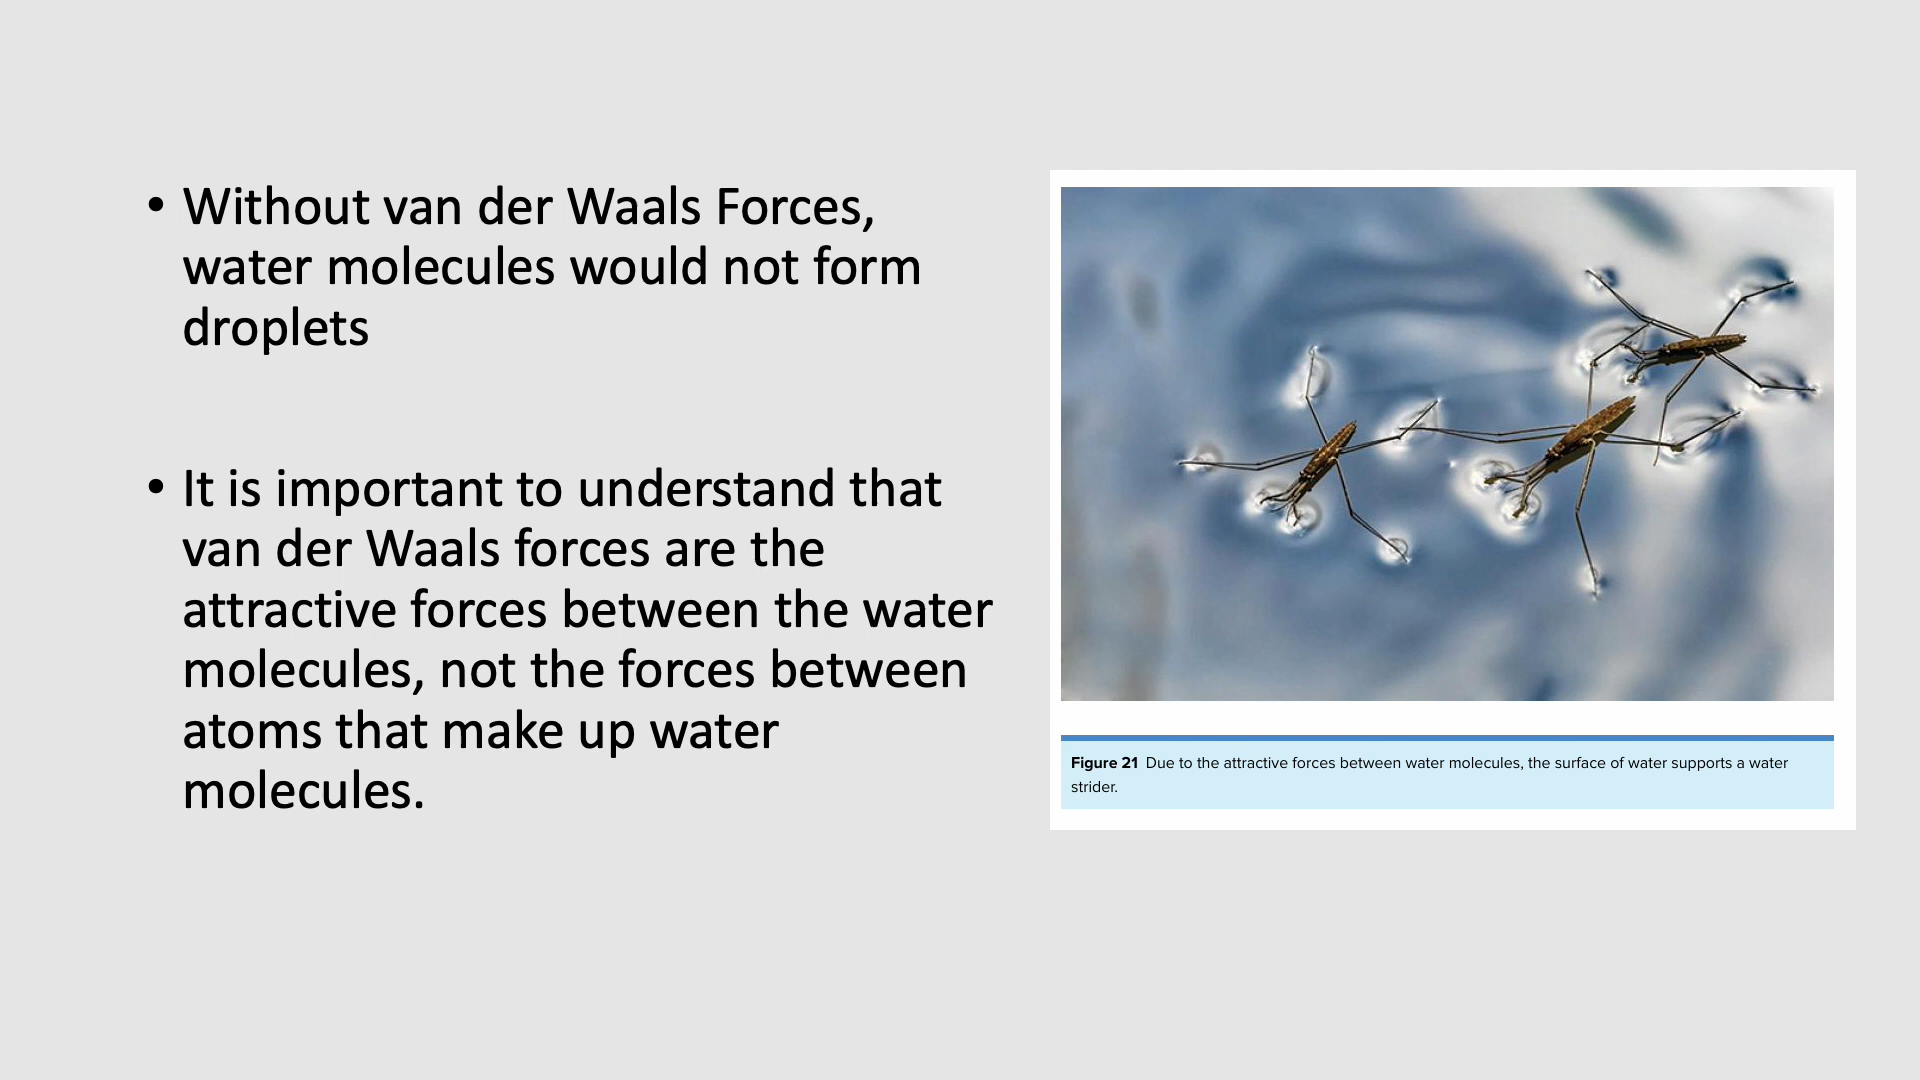 • Without van der Waals Forces,
water molecules would not form
droplets
• It is important to understand that
van der Waals forces are the
attractive forces between the water
molecules, not the forces between
atoms that make up water
molecules.
Figure 21 Due to the attractive forces between water molecules, the surface of water supports a water
strider.